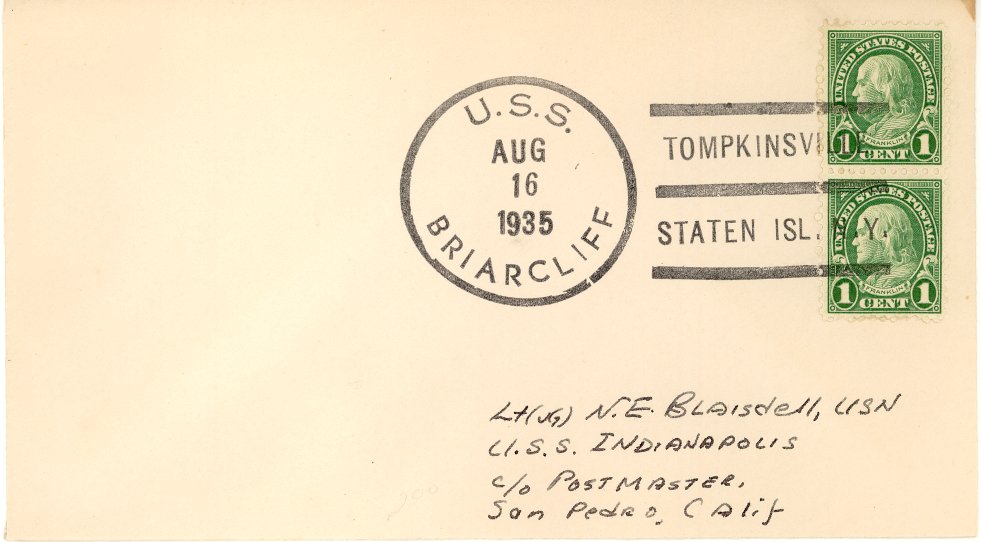 U.S.S.
AUG
16
1935
BRIARCLIFF
TOMPKINSVILLE
STATEN ISL. N.Y.
UNITED STATES POSTAGE
FRANKLIN
1 CENT 1
UNITED STATES POSTAGE
FRANKLIN
1 CENT 1
Lt(jg) N.E. Blaisdell, USN
U.S.S. INDIANAPOLIS
c/o POSTMASTER.
San Pedro, Calif